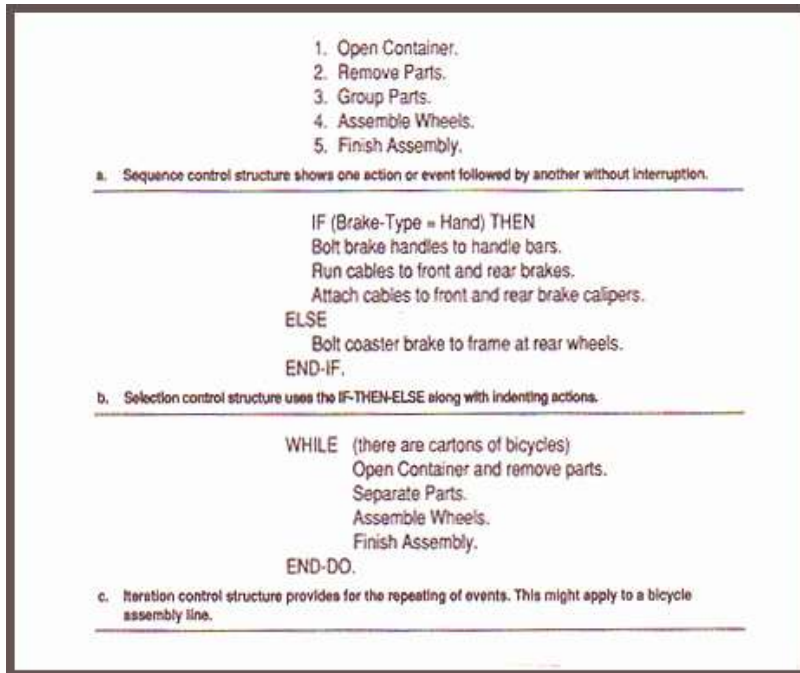 1. Open Container.
2. Remove Parts.
3. Group Parts.
4. Assemble Wheels.
5. Finish Assembly.
a. Sequence control structure shows one action or event followed by another without interruption.
IF (Brake-Type = Hand) THEN
Bolt brake handles to handle bars.
Run cables to front and rear brakes.
Attach cables to front and rear brake calipers.
ELSE
Bolt coaster brake to frame at rear wheels.
END-IF.
b. Selection control structure uses the IF-THEN-ELSE along with indenting actions.
WHILE (there are cartons of bicycles)
Open Container and remove parts.
Separate Parts.
Assemble Wheels.
Finish Assembly.
END-DO.
c. Iteration control structure provides for the repeating of events. This might apply to a bicycle
assembly line.